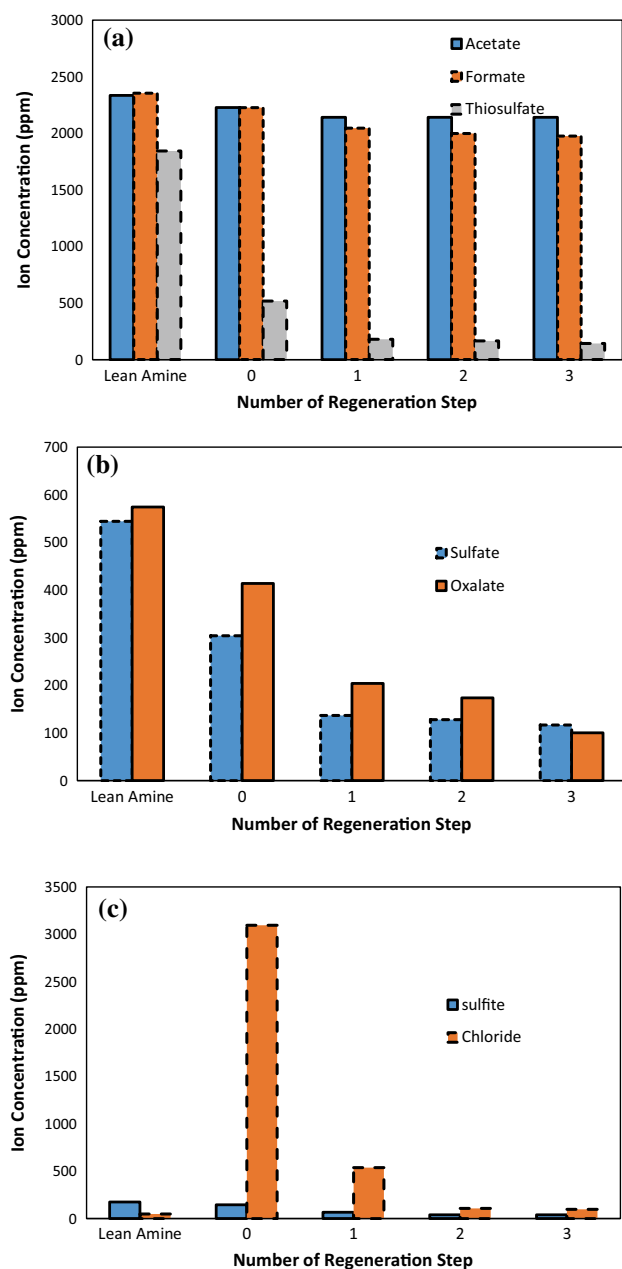 (a)
Acetate
Formate
Thiosulfate
Ion Concentration (ppm)
3000
2500
2000
1500
1000
500
0
Lean Amine 0 1 2 3
Number of Regeneration Step
(b)
Sulfate
Oxalate
Ion Concentration (ppm)
700
600
500
400
300
200
100
0
Lean Amine 0 1 2 3
Number of Regeneration Step
(c)
sulfite
Chloride
Ion Concentration (ppm)
3500
3000
2500
2000
1500
1000
500
0
Lean Amine 0 1 2 3
Number of Regeneration Step